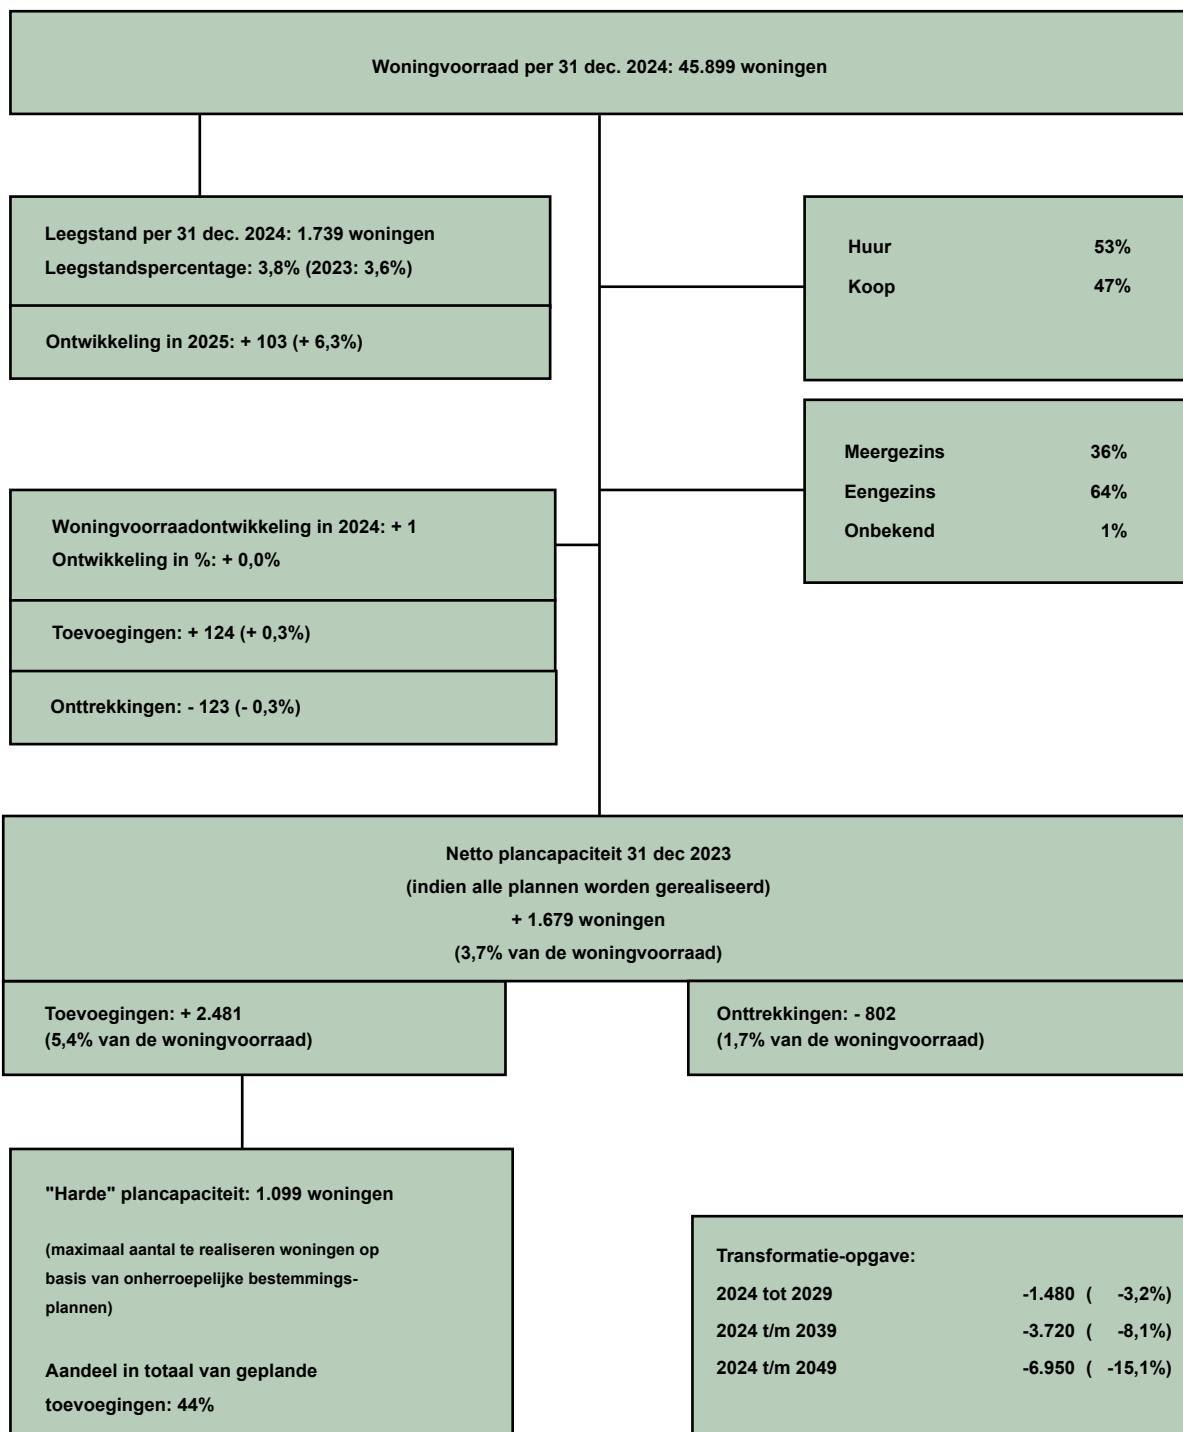 Woningvoorraad per 31 dec. 2024: 45.899 woningen
Leegstand per 31 dec. 2024: 1.739 woningen
Leegstandspercentage: 3,8% (2023: 3,6%)
Ontwikkeling in 2025: + 103 (+ 6,3%)
Huur 53%
Koop 47%
Meergezins 36%
Eengezins 64%
Onbekend 1%
Woningvoorraadontwikkeling in 2024: + 1
Ontwikkeling in %: + 0,0%
Toevoegingen: + 124 (+ 0,3%)
Onttrekkingen: - 123 (- 0,3%)
Netto plancapaciteit 31 dec 2023
(indien alle plannen worden gerealiseerd)
+ 1.679 woningen
(3,7% van de woningvoorraad)
Toevoegingen: + 2.481
(5,4% van de woningvoorraad)
Onttrekkingen: - 802
(1,7% van de woningvoorraad)
"Harde" plancapaciteit: 1.099 woningen
(maximaal aantal te realiseren woningen op
basis van onherroepelijke bestemmings-
plannen)
Aandeel in totaal van geplande
toevoegingen: 44%
Transformatie-opgave:
2024 tot 2029 -1.480 ( -3,2%)
2024 t/m 2039 -3.720 ( -8,1%)
2024 t/m 2049 -6.950 ( -15,1%)